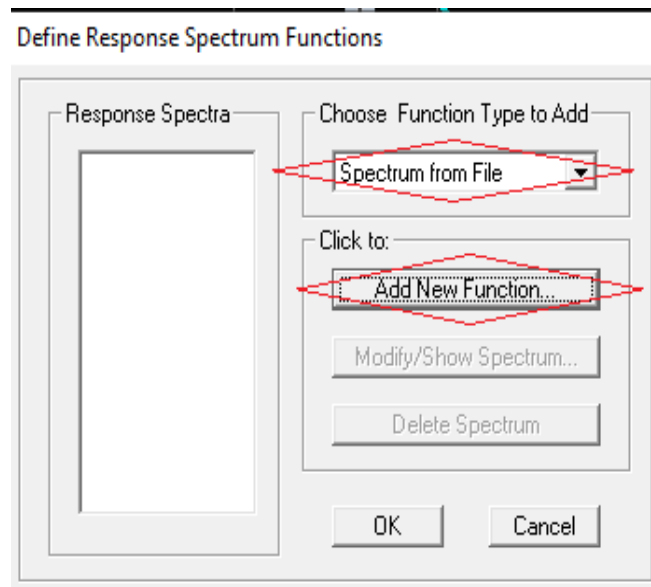 Define Response Spectrum Functions
Response Spectra
Choose Function Type to Add
Spectrum from File
Click to:
Add New Function...
Modify/Show Spectrum...
Delete Spectrum
OK
Cancel